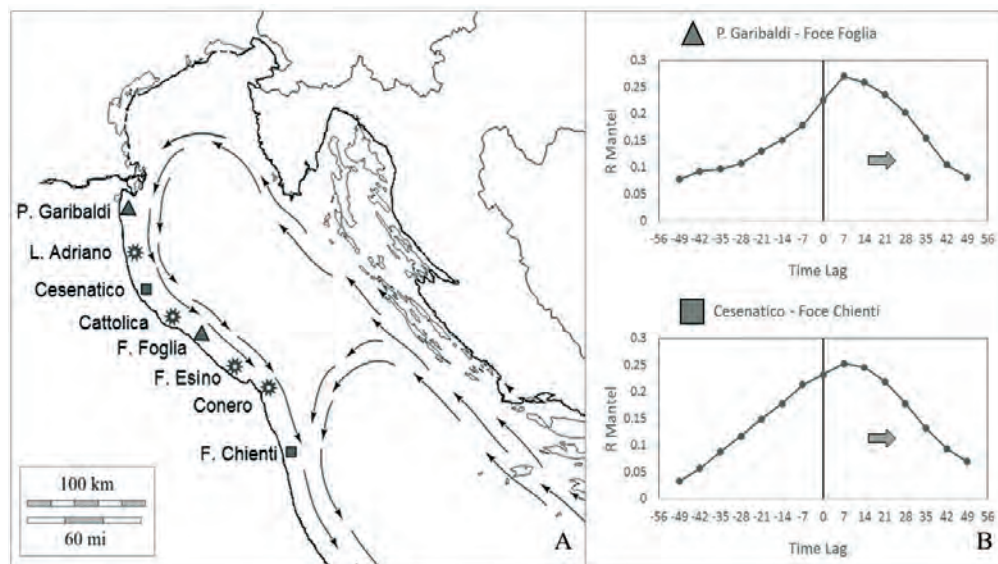 P. Garibaldi
L. Adriano
Cesenatico
Cattolica
F. Foglia
F. Esino
Conero
F. Chienti
100 km
60 mi
A
P. Garibaldi - Foce Foglia
R Mantel
0.3
0.25
0.2
0.15
0.1
0.05
0
-56 -49 -42 -35 -28 -21 -14 -7 0 7 14 21 28 35 42 49 56
Time Lag
Cesenatico - Foce Chienti
R Mantel
0.3
0.25
0.2
0.15
0.1
0.05
0
-56 -49 -42 -35 -28 -21 -14 -7 0 7 14 21 28 35 42 49 56
Time Lag
B